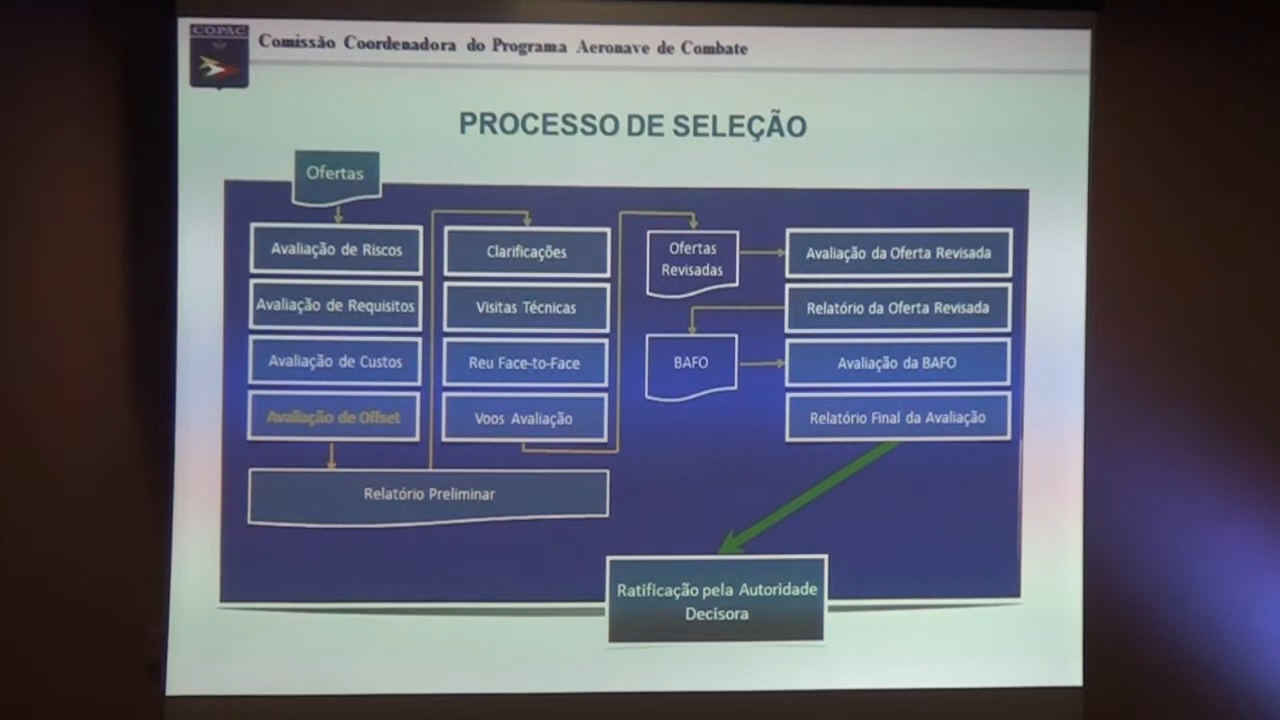 COPAC
Comissão Coordenadora do Programa Aeronave de Combate
PROCESSO DE SELEÇÃO
Ofertas
Avaliação de Riscos
Avaliação de Requisitos
Avaliação de Custos
Avaliação de Offset
Relatório Preliminar
Clarificações
Visitas Técnicas
Reu Face-to-Face
Voos Avaliação
Ofertas
Revisadas
BAFO
Avaliação da Oferta Revisada
Relatório da Oferta Revisada
Avaliação da BAFO
Relatório Final da Avaliação
Ratificação pela Autoridade
Decisora